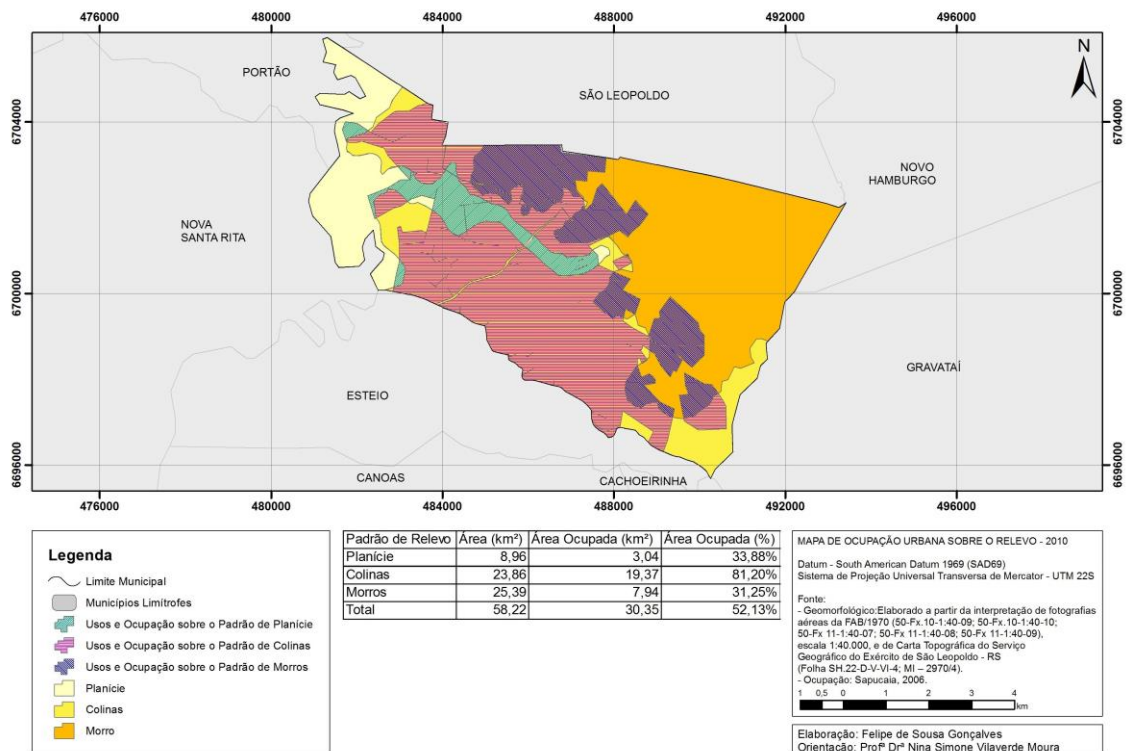 476000 480000 484000 488000 492000 496000
N
PORTÃO
SÃO LEOPOLDO
6704000 6704000
NOVO
HAMBURGO
NOVA
SANTA RITA
6700000 6700000
GRAVATAÍ
ESTEIO
6696000 6696000
CANOAS
CACHOEIRINHA
476000 480000 484000 488000 492000 496000
Legenda
Limite Municipal
Municípios Limítrofes
Usos e Ocupação sobre o Padrão de Planície
Usos e Ocupação sobre o Padrão de Colinas
Usos e Ocupação sobre o Padrão de Morros
Planície
Colinas
Morro
Padrão de Relevo Área (km²) Área Ocupada (km²) Área Ocupada (%)
Planície 8,96 3,04 33,88%
Colinas 23,86 19,37 81,20%
Morros 25,39 7,94 31,25%
Total 58,22 30,35 52,13%
MAPA DE OCUPAÇÃO URBANA SOBRE O RELEVO - 2010
Datum - South American Datum 1969 (SAD69)
Sistema de Projeção Universal Transversa de Mercator - UTM 22S
Fonte:
- Geomorfológico:Elaborado a partir da interpretação de fotografias
aéreas da FAB/1970 (50-Fx.10-1:40-09; 50-Fx.10-1:40-10;
50-Fx 11-1:40-07; 50-Fx 11-1:40-08; 50-Fx 11-1:40-09),
escala 1:40.000, e de Carta Topográfica do Serviço
Geográfico do Exército de São Leopoldo - RS
(Folha SH.22-D-V-VI-4; MI – 2970/4).
- Ocupação: Sapucaia, 2006.
1 0,5 0 1 2 3 4
km
Elaboração: Felipe de Sousa Gonçalves
Orientação: Profª Drª Nina Simone Vilaverde Moura